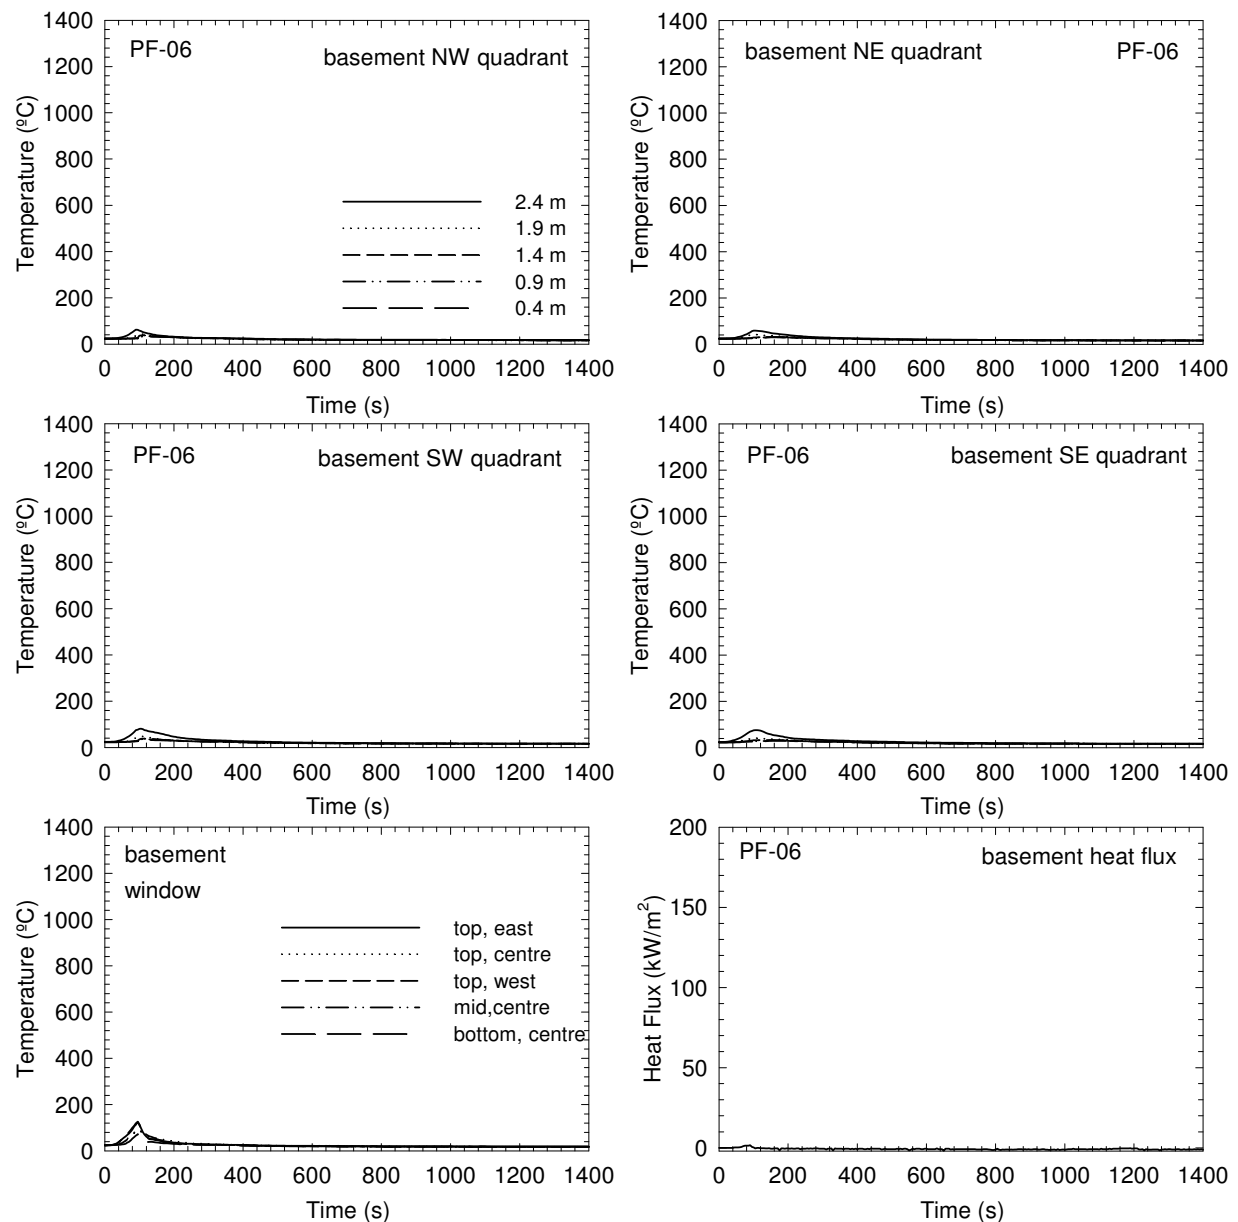 PF-06
basement NW quadrant
Temperature (ºC)
1400
1200
1000
800
600
400
200
0
2.4 m
1.9 m
1.4 m
0.9 m
0.4 m
0 200 400 600 800 1000 1200 1400
Time (s)
basement NE quadrant
PF-06
Temperature (ºC)
1400
1200
1000
800
600
400
200
0
0 200 400 600 800 1000 1200 1400
Time (s)
PF-06
basement SW quadrant
Temperature (ºC)
1400
1200
1000
800
600
400
200
0
0 200 400 600 800 1000 1200 1400
Time (s)
PF-06
basement SE quadrant
Temperature (ºC)
1400
1200
1000
800
600
400
200
0
0 200 400 600 800 1000 1200 1400
Time (s)
basement
window
Temperature (ºC)
1400
1200
1000
800
600
400
200
0
top, east
top, centre
top, west
mid,centre
bottom, centre
0 200 400 600 800 1000 1200 1400
Time (s)
PF-06
basement heat flux
Heat Flux (kW/m²)
200
150
100
50
0
0 200 400 600 800 1000 1200 1400
Time (s)